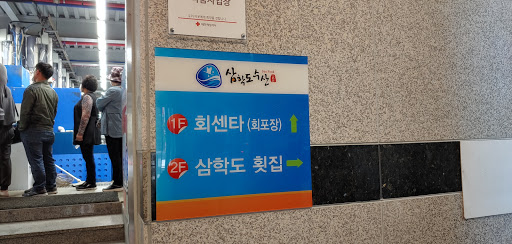 삼학도수산
1F 회센타 (회포장)
2F 삼학도 횟집